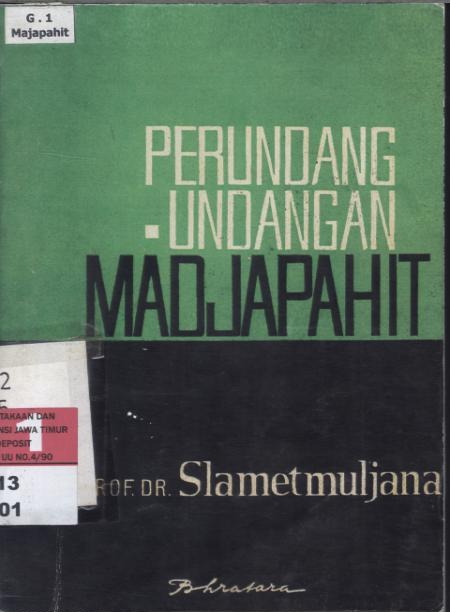 G . 1
Majapahit
PERUNDANG
-UNDANGAN
MADJAPAHIT
2
TAKAAN DAN
NSI JAWA TIMUR
DEPOSIT
UU NO.4/90
1
13
01
ROF. DR. Slametmuljana
Bhratara